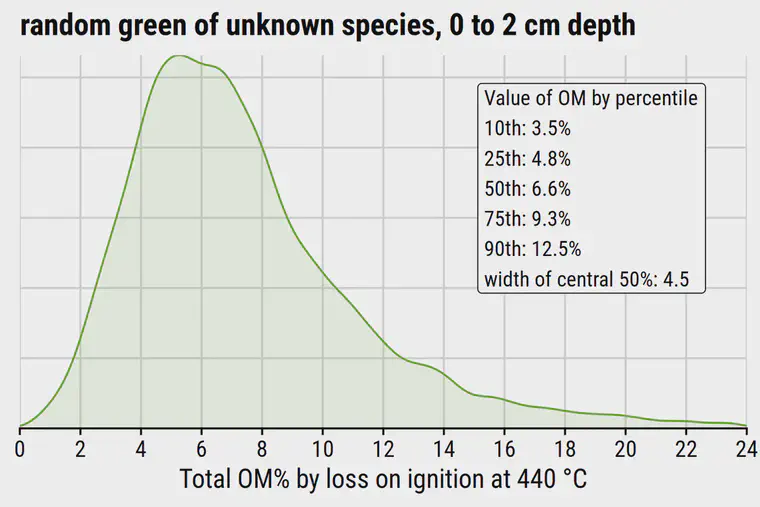 random green of unknown species, 0 to 2 cm depth
Value of OM by percentile
10th: 3.5%
25th: 4.8%
50th: 6.6%
75th: 9.3%
90th: 12.5%
width of central 50%: 4.5
0 2 4 6 8 10 12 14 16 18 20 22 24
Total OM% by loss on ignition at 440 °C